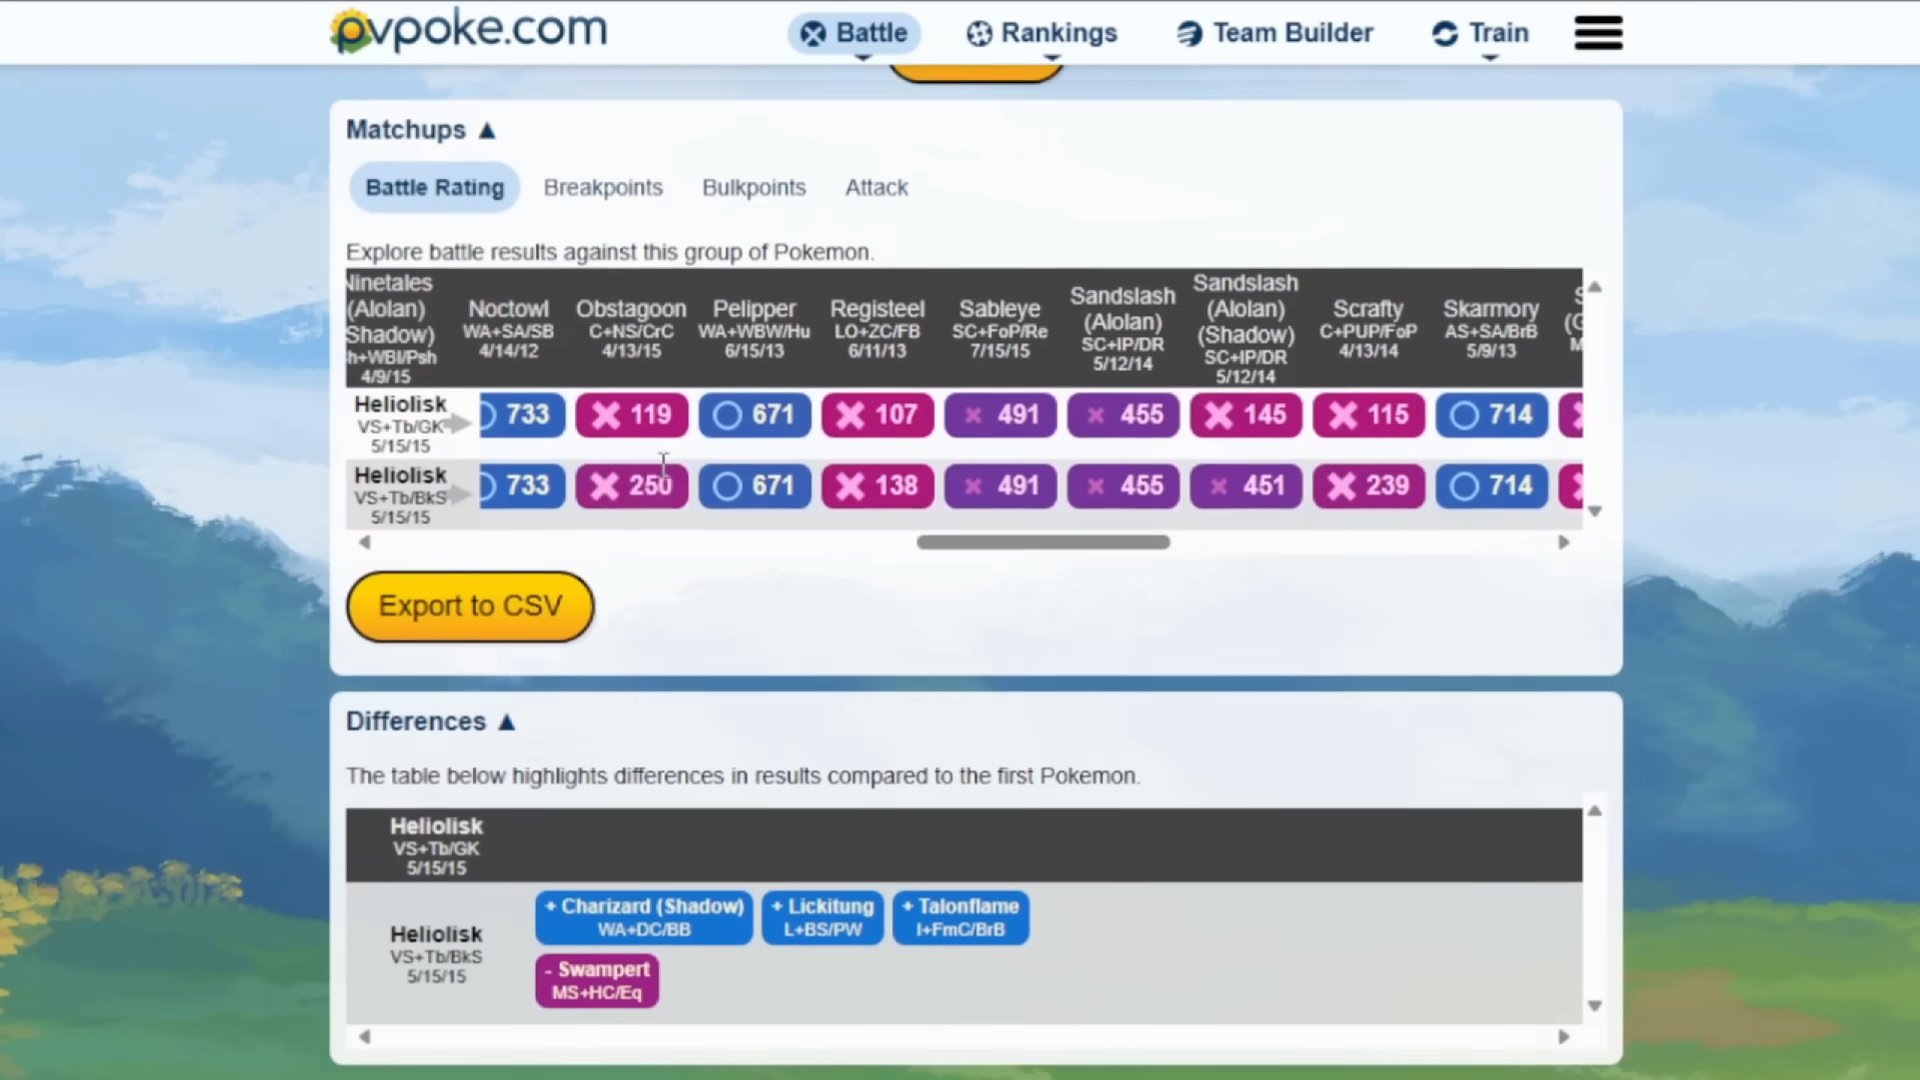 pvpoke.com
Battle Rankings Team Builder Train
Matchups ▲
Battle Rating Breakpoints Bulkpoints Attack
Explore battle results against this group of Pokemon.
(Alolan)
Shadow)
4/9/15
Noctowl
WA+SA/SB
4/14/12
Obstagoon
C+NS/CrC
4/13/15
Pelipper
WA+WBW/Hu
6/15/13
Registeel
LO+ZC/FB
6/11/13
Sableye
SC+FoP/Re
7/15/15
Sandslash
(Alolan)
SC+IP/DR
5/12/14
Sandslash
(Alolan)
(Shadow)
SC+IP/DR
5/12/14
Scrafty
C+PUP/FoP
4/13/14
Skarmory
AS+SA/BrB
5/9/13
Heliolisk
VS+Tb/GK
5/15/15
733 119 671 107 491 455 145 115 714
Heliolisk
VS+Tb/BkS
5/15/15
733 250 671 138 491 455 451 239 714
Export to CSV
Differences ▲
The table below highlights differences in results compared to the first Pokemon.
Heliolisk
VS+Tb/GK
5/15/15
Heliolisk
VS+Tb/BkS
5/15/15
+ Charizard (Shadow)
WA+DC/BB
+ Lickitung
L+BS/PW
+ Talonflame
I+FmC/BrB
- Swampert
MS+HC/Eq